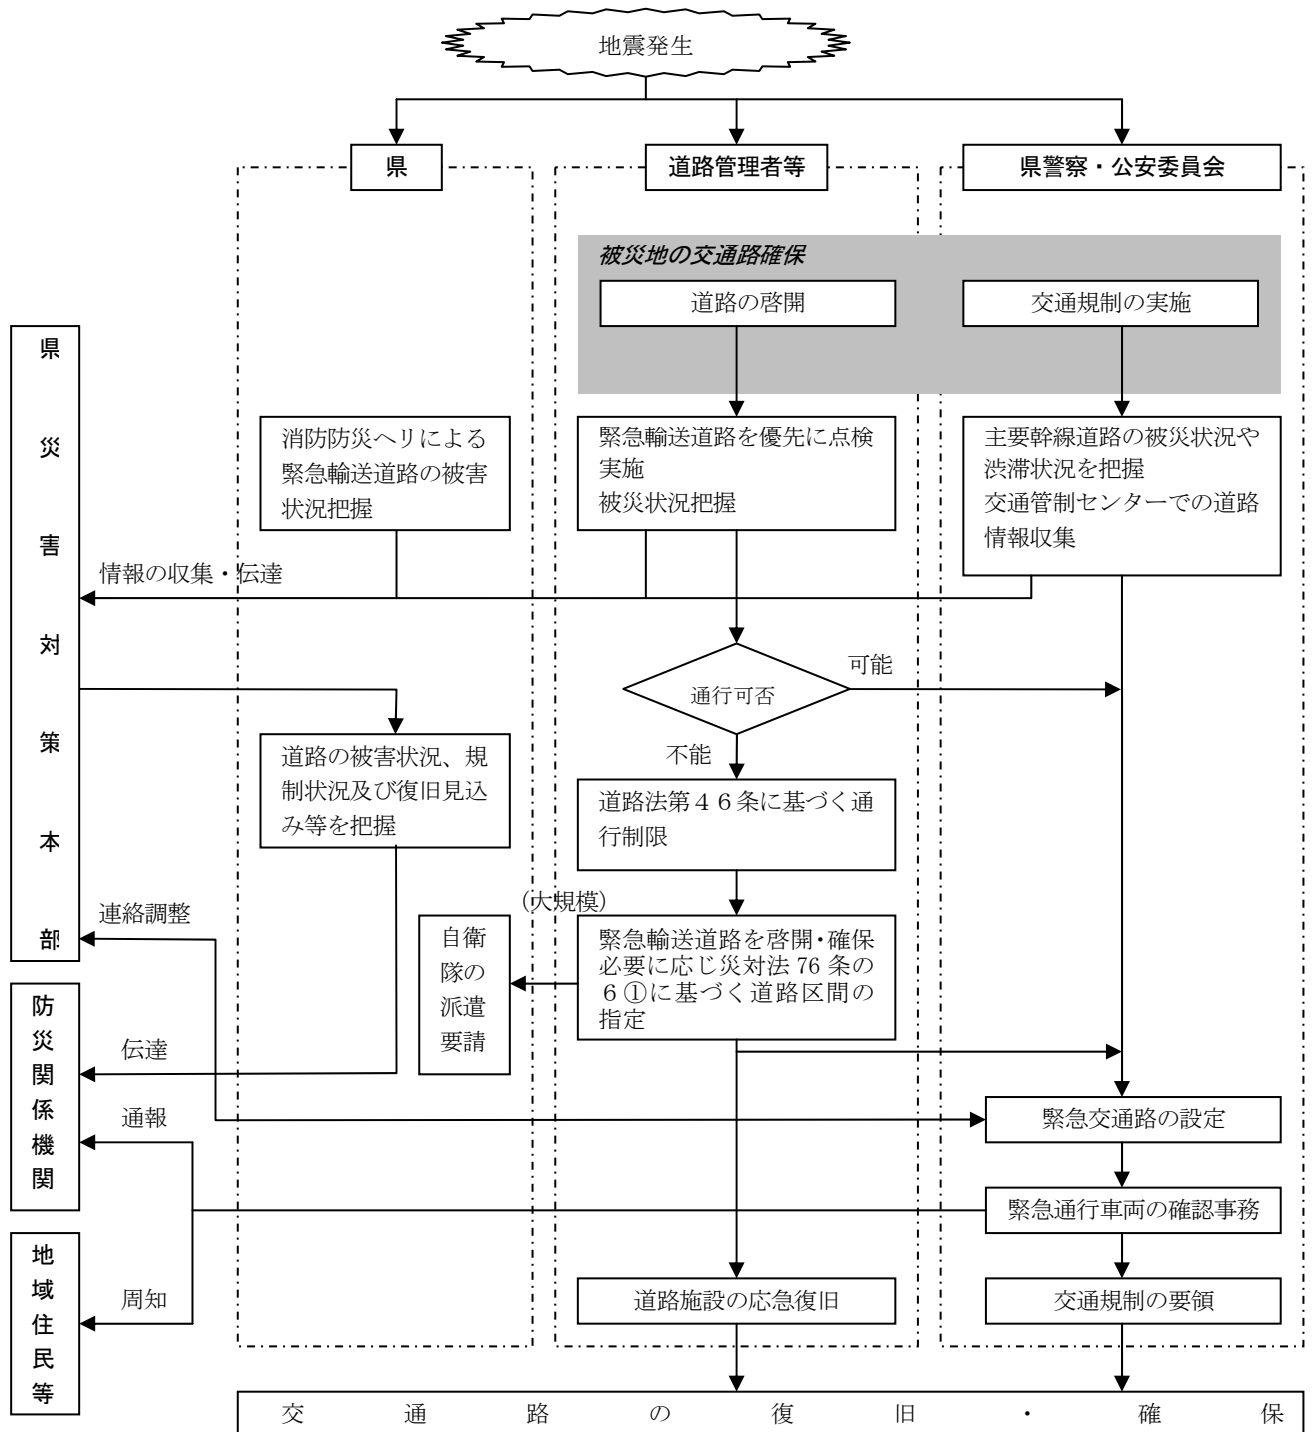 地震発生
県
道路管理者等
県警察・公安委員会
被災地の交通路確保
道路の啓開
交通規制の実施
県災害対策本部
消防防災ヘリによる
緊急輸送道路の被害
状況把握
緊急輸送道路を優先に点検
実施
被災状況把握
主要幹線道路の被災状況や
渋滞状況を把握
交通管制センターでの道路
情報収集
情報の収集・伝達
通行可否
可能
不能
道路の被害状況、規
制状況及び復旧見込
み等を把握
道路法第46条に基づく通
行制限
(大規模)
連絡調整
自衛
隊の
派遣
要請
緊急輸送道路を啓開・確保
必要に応じ災対法 76 条の
6①に基づく道路区間の
指定
防災関係機関
伝達
通報
緊急交通路の設定
緊急通行車両の確認事務
地域住民等
周知
道路施設の応急復旧
交通規制の要領
交通路の復旧・確保